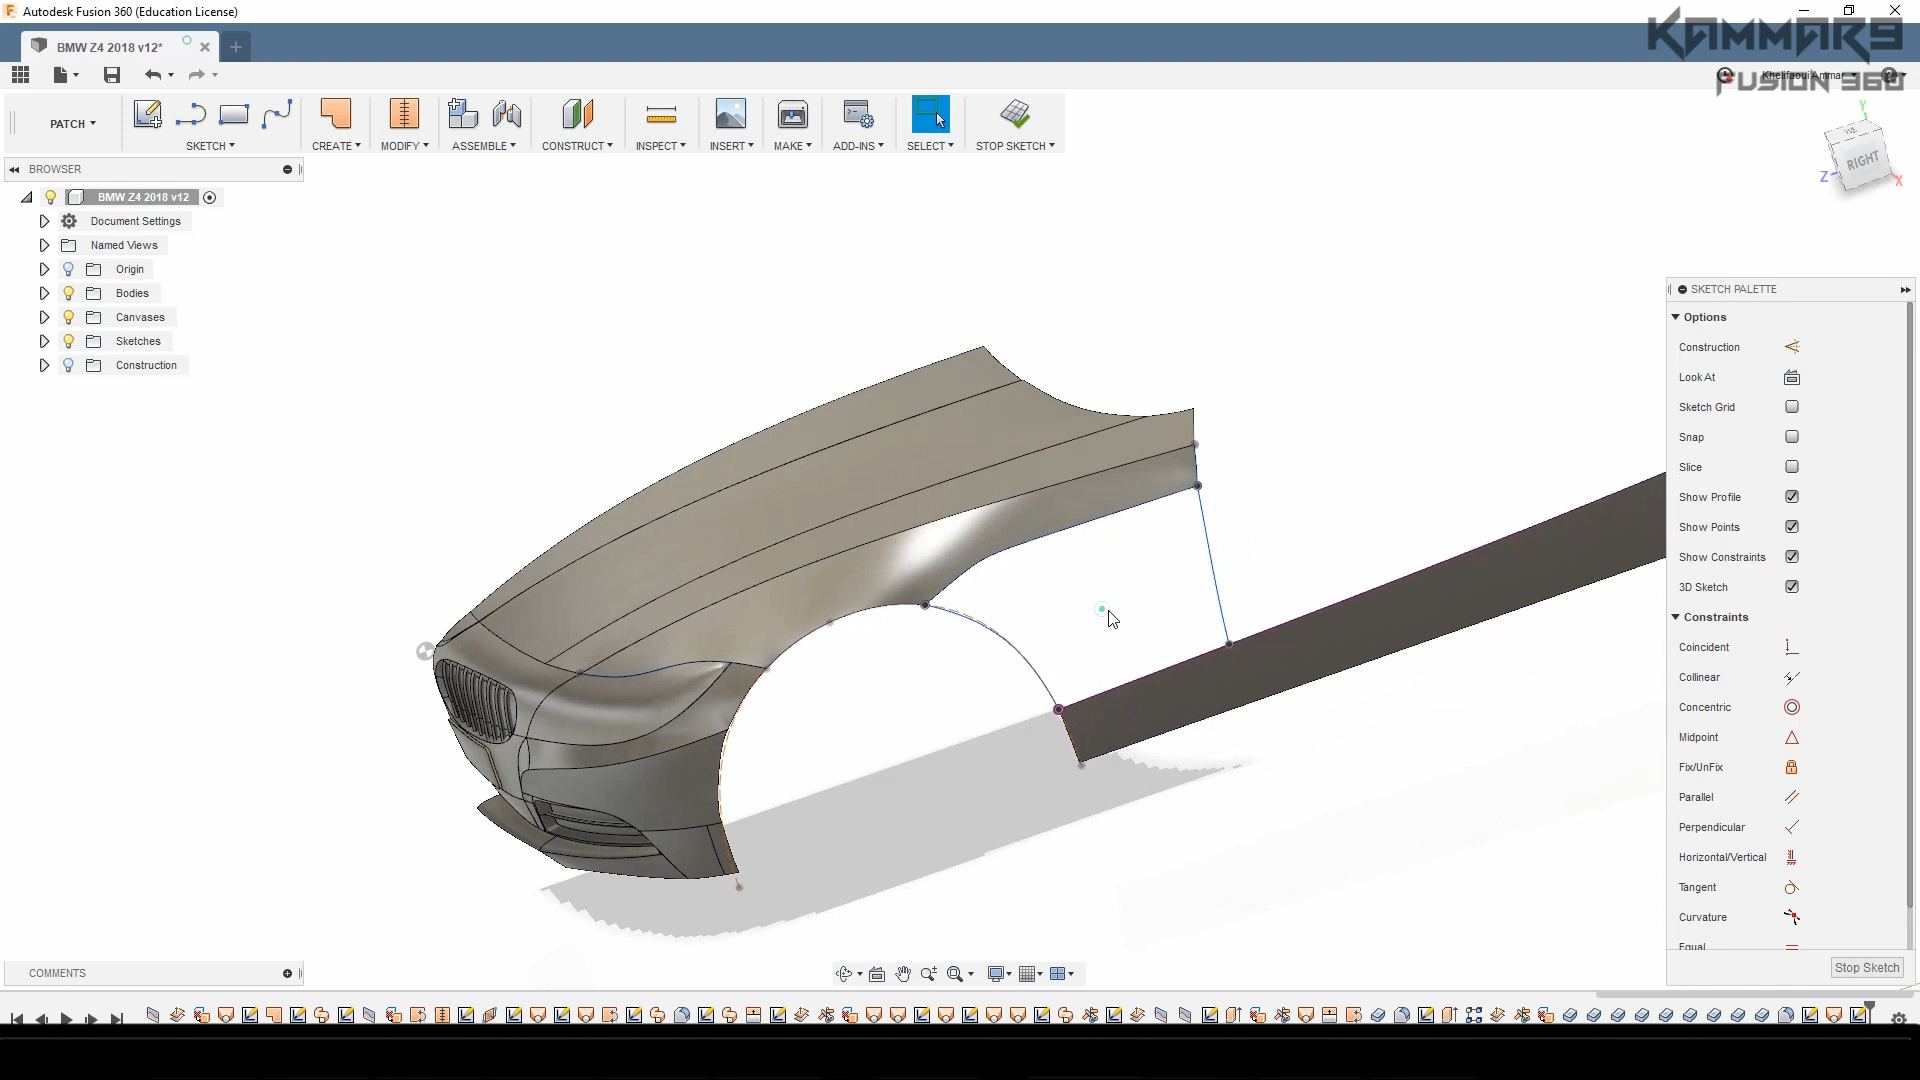 Autodesk Fusion 360 (Education License)
KAMMAR9
BMW Z4 2018 v12*
Khelifaoui Ammar
FUSION 360
PATCH
SKETCH
CREATE
MODIFY
ASSEMBLE
CONSTRUCT
INSPECT
INSERT
MAKE
ADD-INS
SELECT
STOP SKETCH
Y
RIGHT
Z
X
BROWSER
BMW Z4 2018 v12
Document Settings
Named Views
Origin
Bodies
Canvases
Sketches
Construction
SKETCH PALETTE
Options
Construction
Look At
Sketch Grid
Snap
Slice
Show Profile
Show Points
Show Constraints
3D Sketch
Constraints
Coincident
Collinear
Concentric
Midpoint
Fix/UnFix
Parallel
Perpendicular
Horizontal/Vertical
Tangent
Curvature
Equal
Stop Sketch
COMMENTS